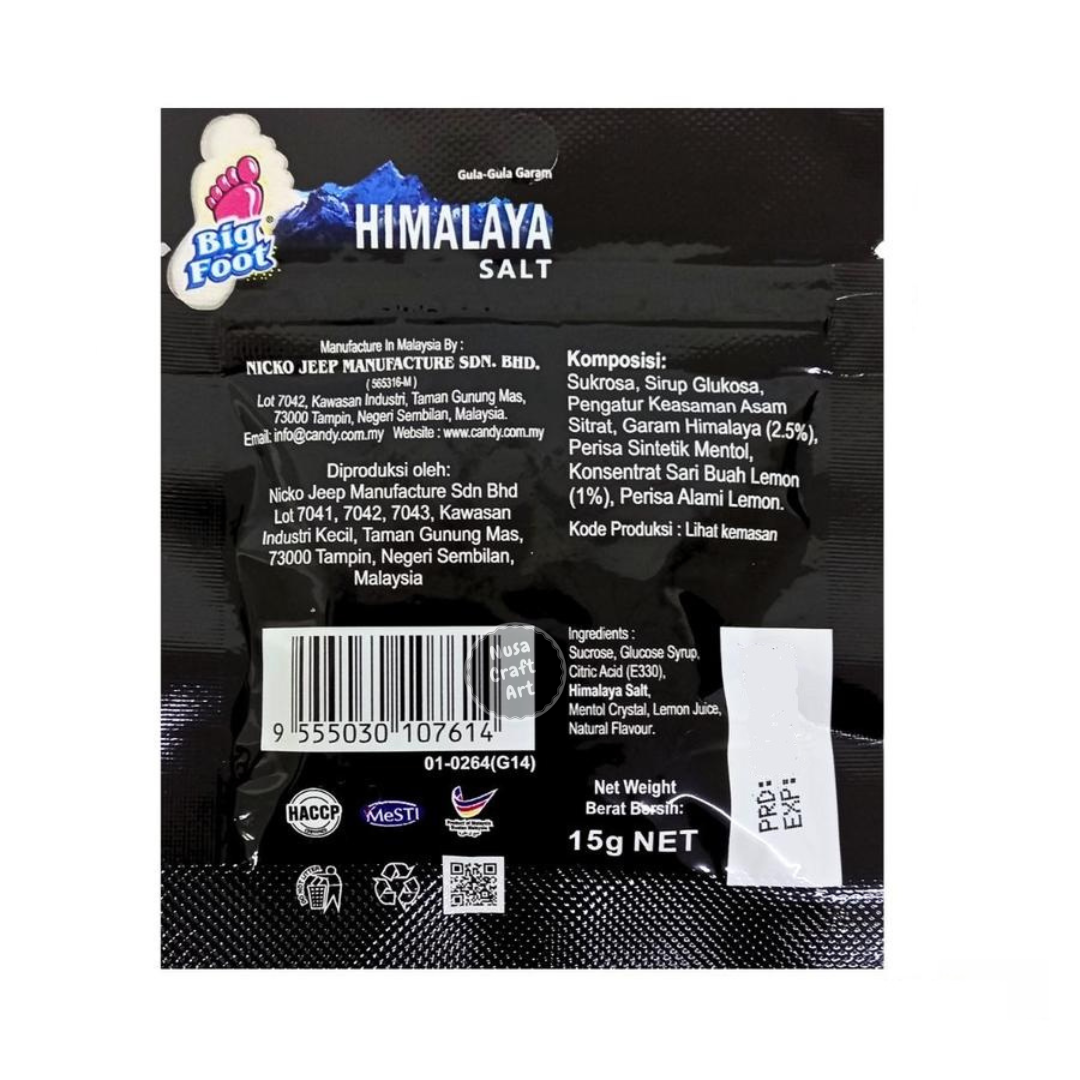 Big
Foot
®
Gula-Gula Garam
HIMALAYA
SALT
Manufacture In Malaysia By :
NICKO JEEP MANUFACTURE SDN. BHD.
( 565316-M )
Lot 7042, Kawasan Industri, Taman Gunung Mas,
73000 Tampin, Negeri Sembilan, Malaysia.
Email: info@candy.com.my Website : www.candy.com.my
Diproduksi oleh:
Nicko Jeep Manufacture Sdn Bhd
Lot 7041, 7042, 7043, Kawasan
Industri Kecil, Taman Gunung Mas,
73000 Tampin, Negeri Sembilan,
Malaysia
Komposisi:
Sukrosa, Sirup Glukosa,
Pengatur Keasaman Asam
Sitrat, Garam Himalaya (2.5%),
Perisa Sintetik Mentol,
Konsentrat Sari Buah Lemon
(1%), Perisa Alami Lemon.
Kode Produksi : Lihat kemasan
Nusa
Craft
Art
9 555030 107614
01-0264(G14)
HACCP
MeSTI
Ingredients :
Sucrose, Glucose Syrup,
Citric Acid (E330),
Himalaya Salt,
Mentol Crystal, Lemon Juice,
Natural Flavour.
Net Weight
Berat Bersih:
15g NET
PRD:
EXP: